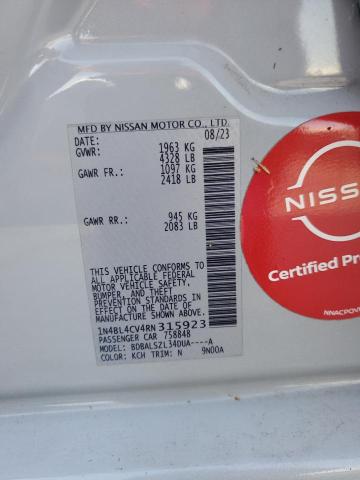 MFD BY NISSAN MOTOR CO., LTD.
DATE: 08/23
GVWR: 1963 KG
4328 LB
GAWR FR.: 1097 KG
2418 LB
GAWR RR.: 945 KG
2083 LB
THIS VEHICLE CONFORMS TO
ALL APPLICABLE FEDERAL
MOTOR VEHICLE SAFETY,
BUMPER, AND THEFT
PREVENTION STANDARDS
IN EFFECT ON THE DATE OF
MANUFACTURE SHOWN ABOVE.
1N4BL4CV4RN315923
PASSENGER CAR 758848
MODEL: BDBALSZL34DUA----A
COLOR: KCH TRIM: N 9N00A
NISS
Certified Pr
NNACPOV